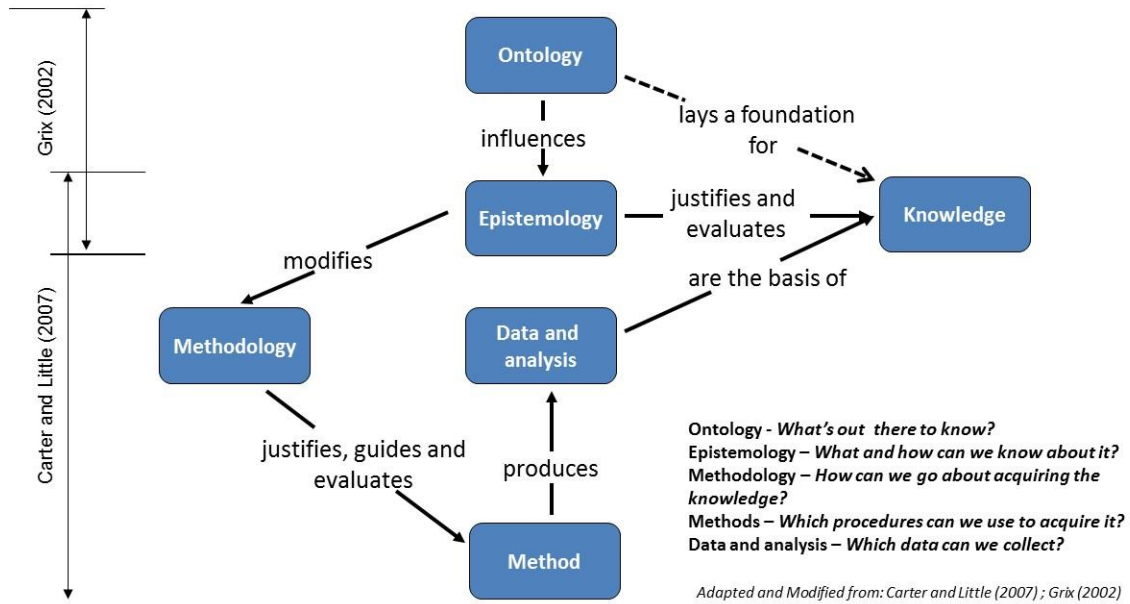 Grix (2002)
Carter and Little (2007)
Ontology
influences
lays a foundation
for
Epistemology
justifies and
evaluates
Knowledge
modifies
are the basis of
Methodology
Data and
analysis
justifies, guides and
evaluates
produces
Method
Ontology - What's out there to know?
Epistemology – What and how can we know about it?
Methodology – How can we go about acquiring the
knowledge?
Methods – Which procedures can we use to acquire it?
Data and analysis – Which data can we collect?
Adapted and Modified from: Carter and Little (2007) ; Grix (2002)